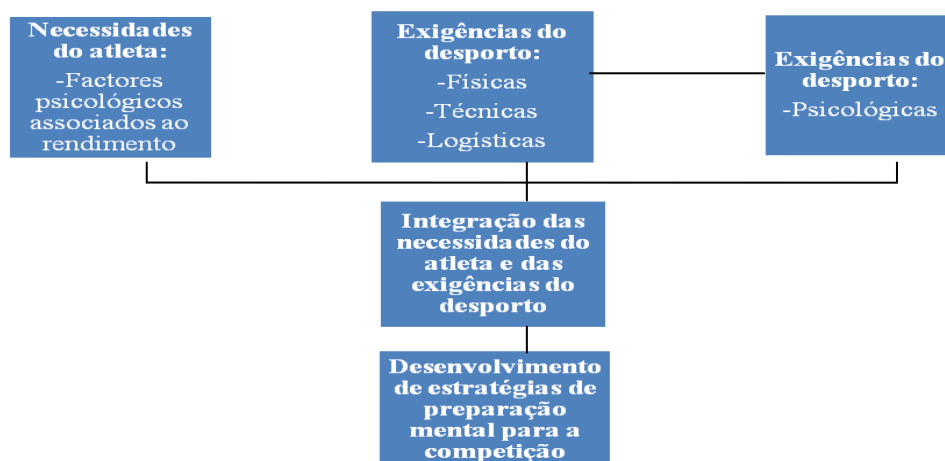 Necessidades
do atleta:
-Factores
psicológicos
associados ao
rendimento
Exigências do
desporto:
-Físicas
-Técnicas
-Logísticas
Exigências do
desporto:
-Psicológicas
Integração das
necessidades do
atleta e das
exigências do
desporto
Desenvolvimento
de estratégias de
preparação
mental para a
competição